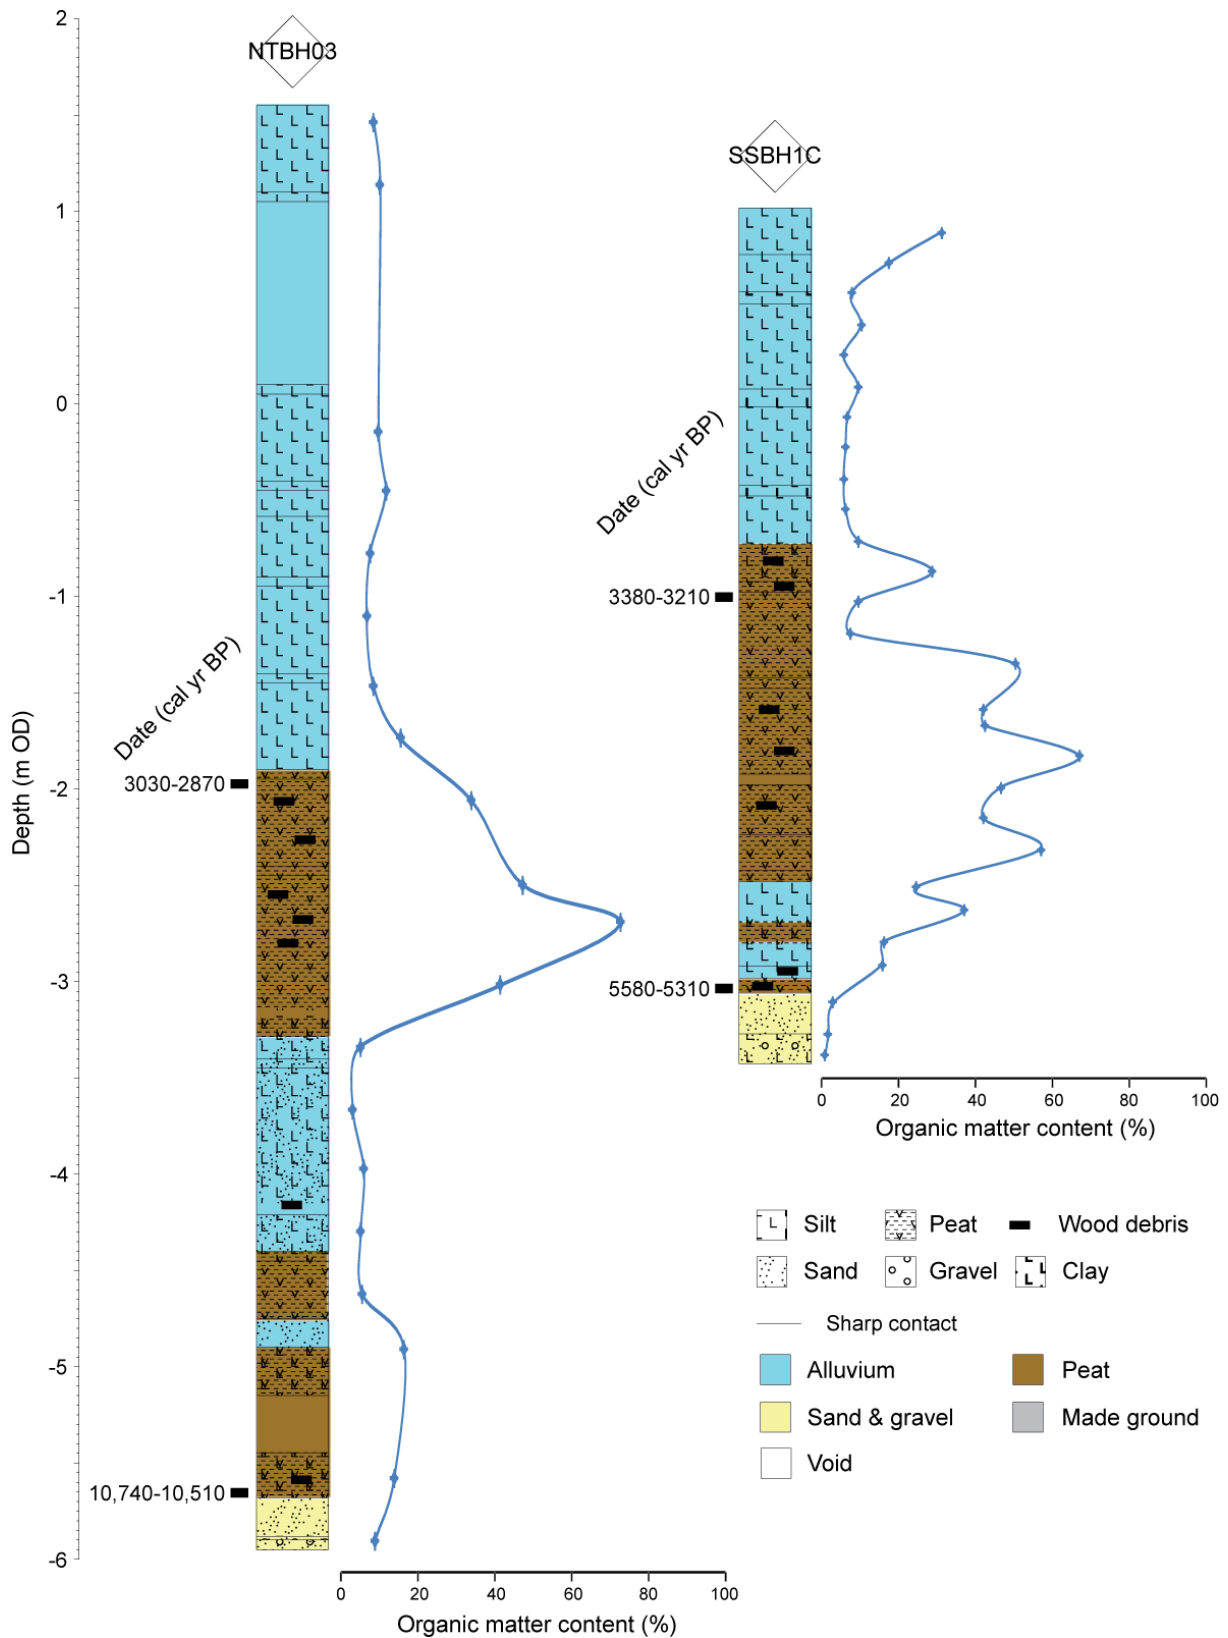 2
NTBH03
SSBH1C
1
0
Date (cal yr BP)
3380-3210
-1
Date (cal yr BP)
Depth (m OD)
3030-2870
-2
-3
5580-5310
0 20 40 60 80 100
Organic matter content (%)
-4
Silt Peat Wood debris
Sand Gravel Clay
Sharp contact
-5
Alluvium Peat
Sand & gravel Made ground
Void
10,740-10,510
-6
0 20 40 60 80 100
Organic matter content (%)